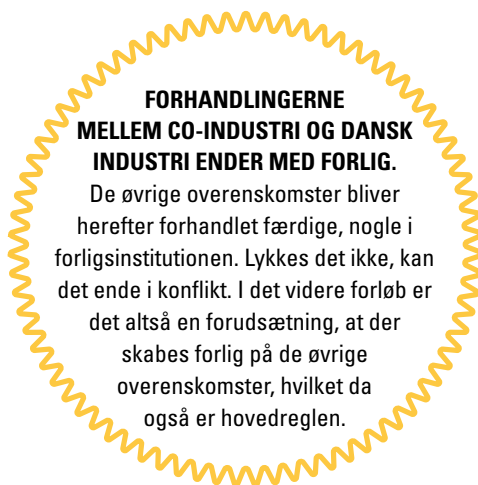 FORHANDLINGERNE
MELLEM CO-INDUSTRI OG DANSK
INDUSTRI ENDER MED FORLIG.
De øvrige overenskomster bliver
herefter forhandlet færdige, nogle i
forligsinstitutionen. Lykkes det ikke, kan
det ende i konflikt. I det videre forløb er
det altså en forudsætning, at der
skabes forlig på de øvrige
overenskomster, hvilket da
også er hovedreglen.